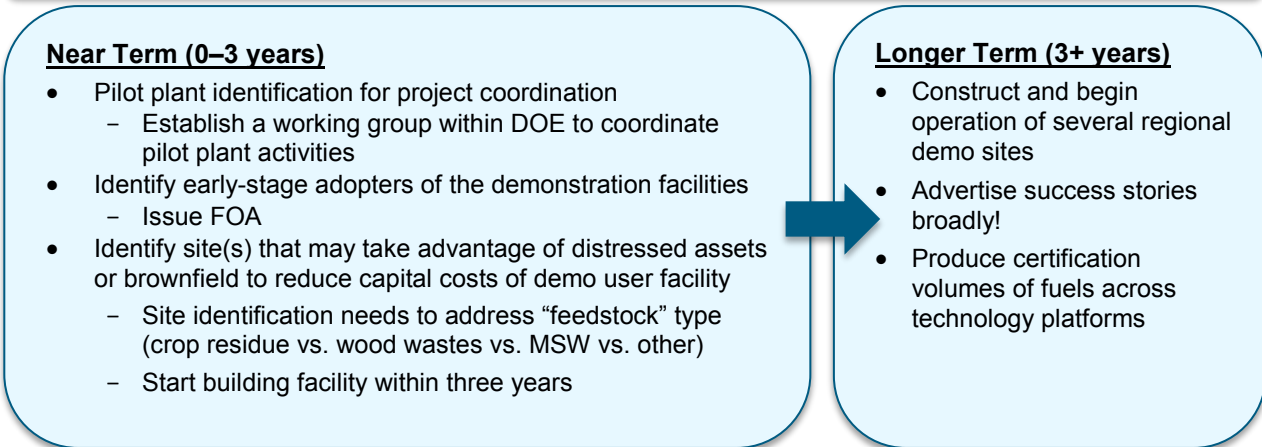 Near Term (0–3 years)
• Pilot plant identification for project coordination
– Establish a working group within DOE to coordinate
pilot plant activities
• Identify early-stage adopters of the demonstration facilities
– Issue FOA
• Identify site(s) that may take advantage of distressed assets
or brownfield to reduce capital costs of demo user facility
– Site identification needs to address “feedstock” type
(crop residue vs. wood wastes vs. MSW vs. other)
– Start building facility within three years
Longer Term (3+ years)
• Construct and begin
operation of several regional
demo sites
• Advertise success stories
broadly!
• Produce certification
volumes of fuels across
technology platforms